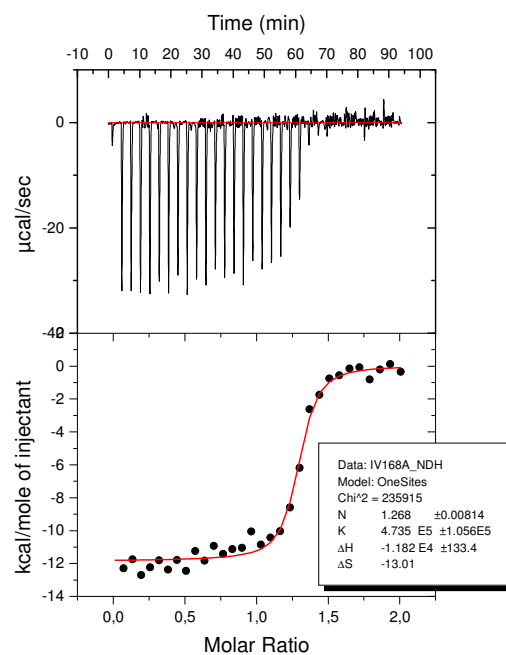 Time (min)
-10 0 10 20 30 40 50 60 70 80 90 100
0
-20
-40
µcal/sec
2
0
-2
-4
-6
-8
-10
-12
-14
kcal/mole of injectant
Data: IV168A_NDH
Model: OneSites
Chi^2 = 235915
N 1.268 ±0.00814
K 4.735 E5 ±1.056E5
ΔH -1.182 E4 ±133.4
ΔS -13.01
0,0 0,5 1,0 1,5 2,0
Molar Ratio